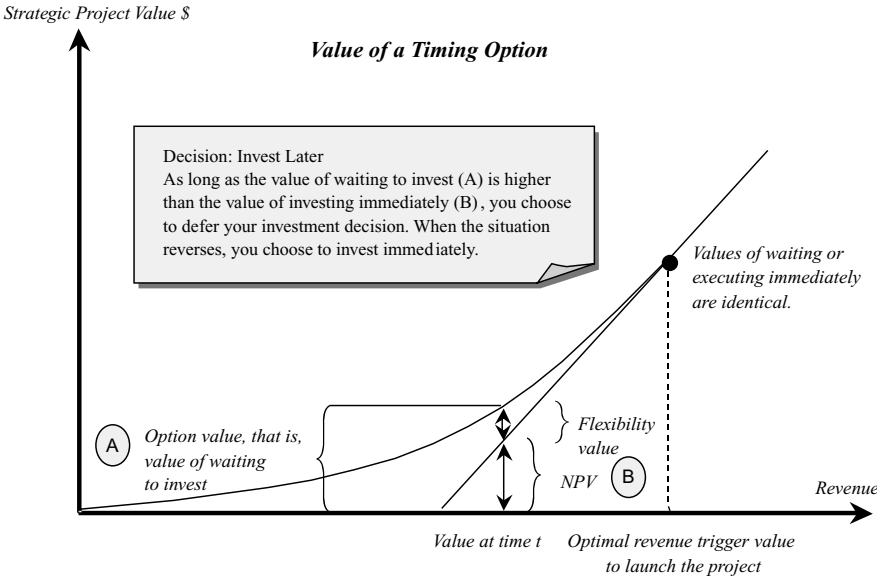 Strategic Project Value $
Value of a Timing Option
Decision: Invest Later
As long as the value of waiting to invest (A) is higher
than the value of investing immediately (B), you choose
to defer your investment decision. When the situation
reverses, you choose to invest immediately.
Values of waiting or
executing immediately
are identical.
A
Option value, that is,
value of waiting
to invest
Flexibility
value
NPV
B
Revenue
Value at time t
Optimal revenue trigger value
to launch the project